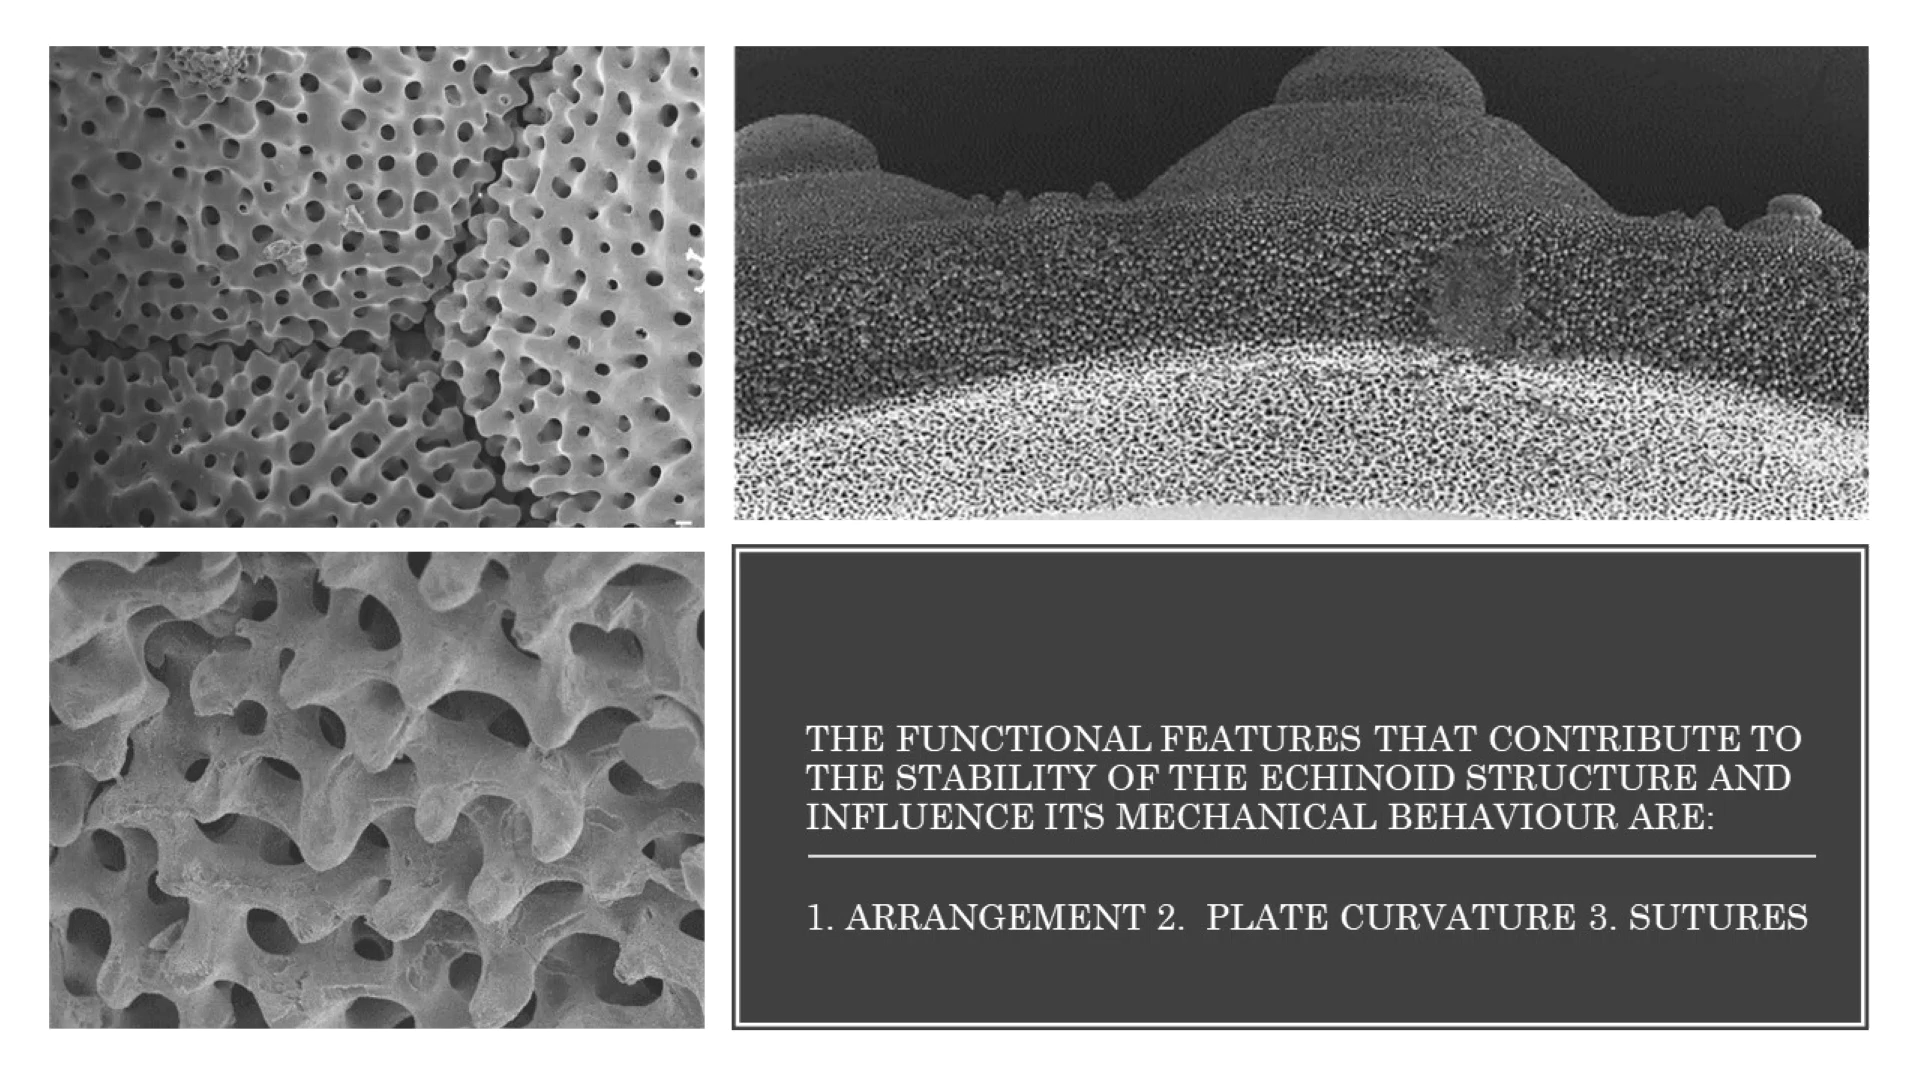 THE FUNCTIONAL FEATURES THAT CONTRIBUTE TO
THE STABILITY OF THE ECHINOID STRUCTURE AND
INFLUENCE ITS MECHANICAL BEHAVIOUR ARE:
1. ARRANGEMENT 2.  PLATE CURVATURE 3. SUTURES